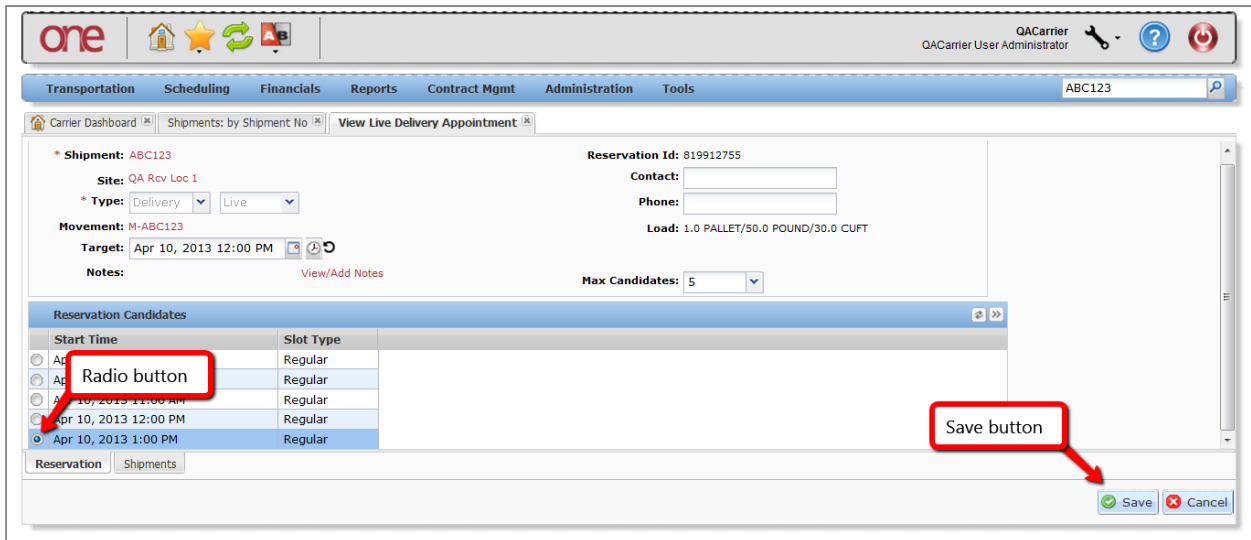 one
AB
QACarrier
QACarrier User Administrator
?
Transportation Scheduling Financials Reports Contract Mgmt Administration Tools
ABC123
Carrier Dashboard Shipments: by Shipment No View Live Delivery Appointment
* Shipment: ABC123 Reservation Id: 819912755
Site: QA Rcv Loc 1 Contact:
* Type: Delivery Live Phone:
Movement: M-ABC123 Load: 1.0 PALLET/50.0 POUND/30.0 CUFT
Target: Apr 10, 2013 12:00 PM
Notes: View/Add Notes
Max Candidates: 5
Reservation Candidates
Start Time Slot Type
Regular
Regular
Radio button
11:00 AM Regular
Apr 10, 2013 12:00 PM Regular
Apr 10, 2013 1:00 PM Regular
Save button
Reservation Shipments
Save Cancel